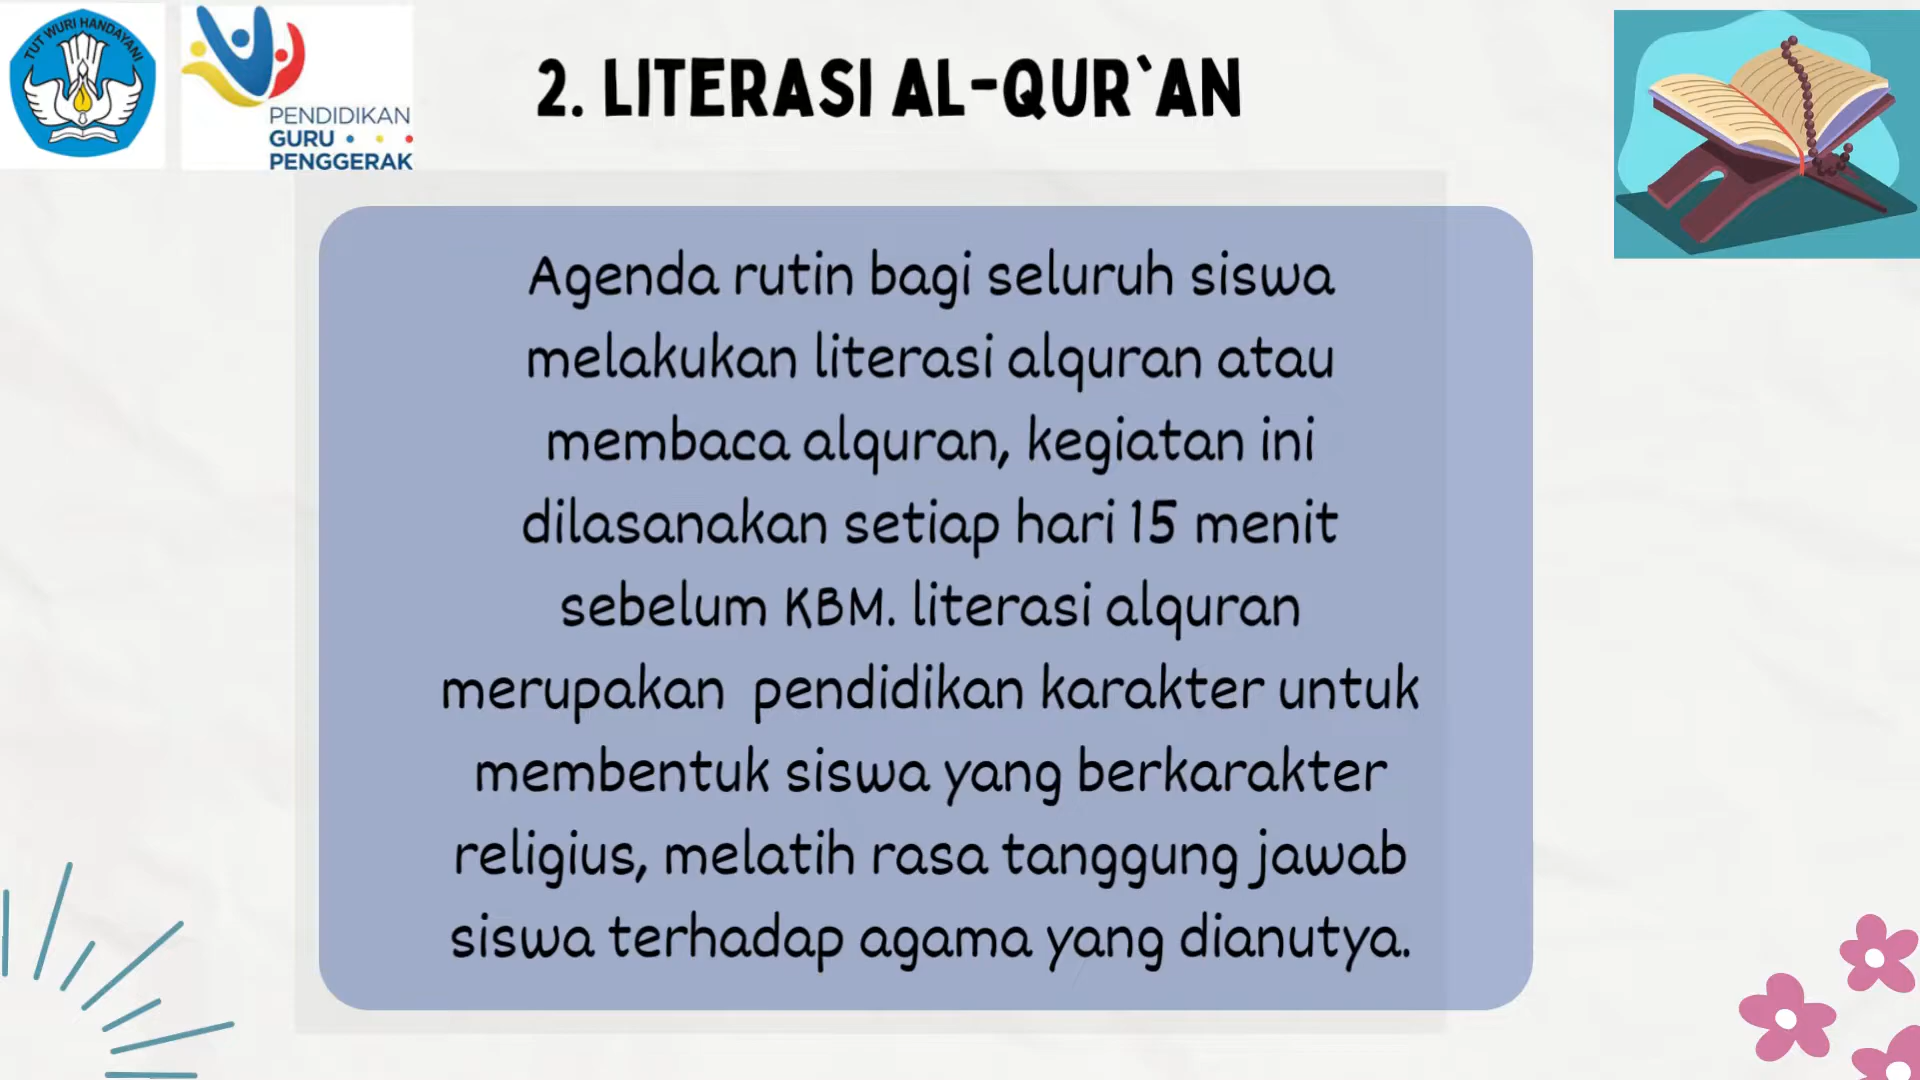 TUT WURI HANDAYANI
PENDIDIKAN
GURU
PENGGERAK
2. LITERASI AL-QUR`AN
Agenda rutin bagi seluruh siswa
melakukan literasi alquran atau
membaca alquran, kegiatan ini
dilasanakan setiap hari 15 menit
sebelum KBM. literasi alquran
merupakan  pendidikan karakter untuk
membentuk siswa yang berkarakter
religius, melatih rasa tanggung jawab
siswa terhadap agama yang dianutya.